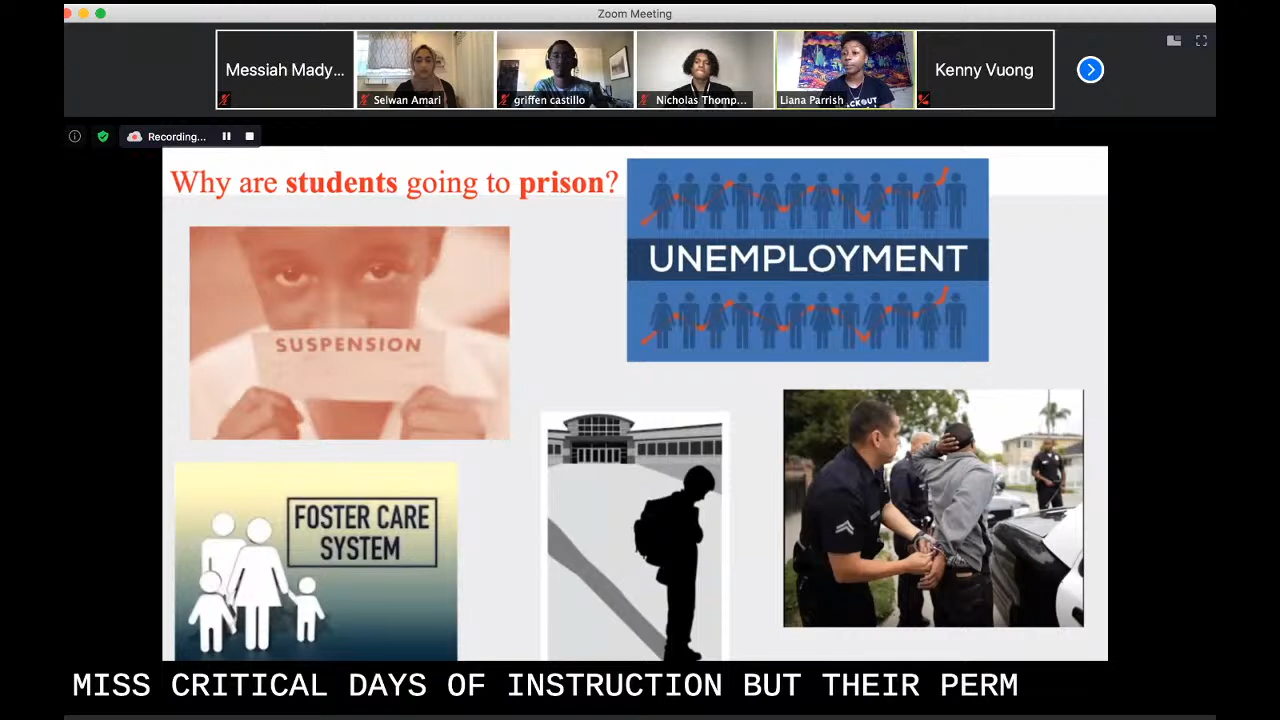 Zoom Meeting
Messiah Mady...
Selwan Amari
griffen castillo
Nicholas Thomp...
Liana Parrish
Kenny Vuong
Recording...
Why are students going to prison?
UNEMPLOYMENT
SUSPENSION
FOSTER CARE
SYSTEM
MISS CRITICAL DAYS OF INSTRUCTION BUT THEIR PERM